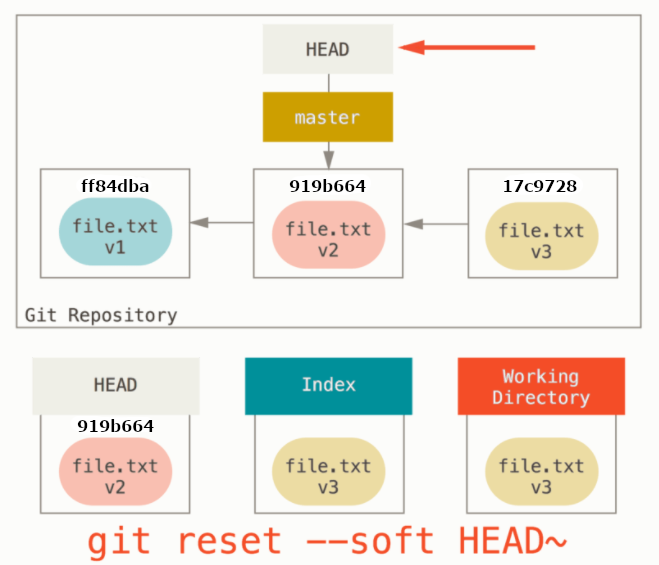 HEAD
master
ff84dba
file.txt
v1
919b664
file.txt
v2
17c9728
file.txt
v3
Git Repository
HEAD
919b664
file.txt
v2
Index
file.txt
v3
Working
Directory
file.txt
v3
git reset --soft HEAD~